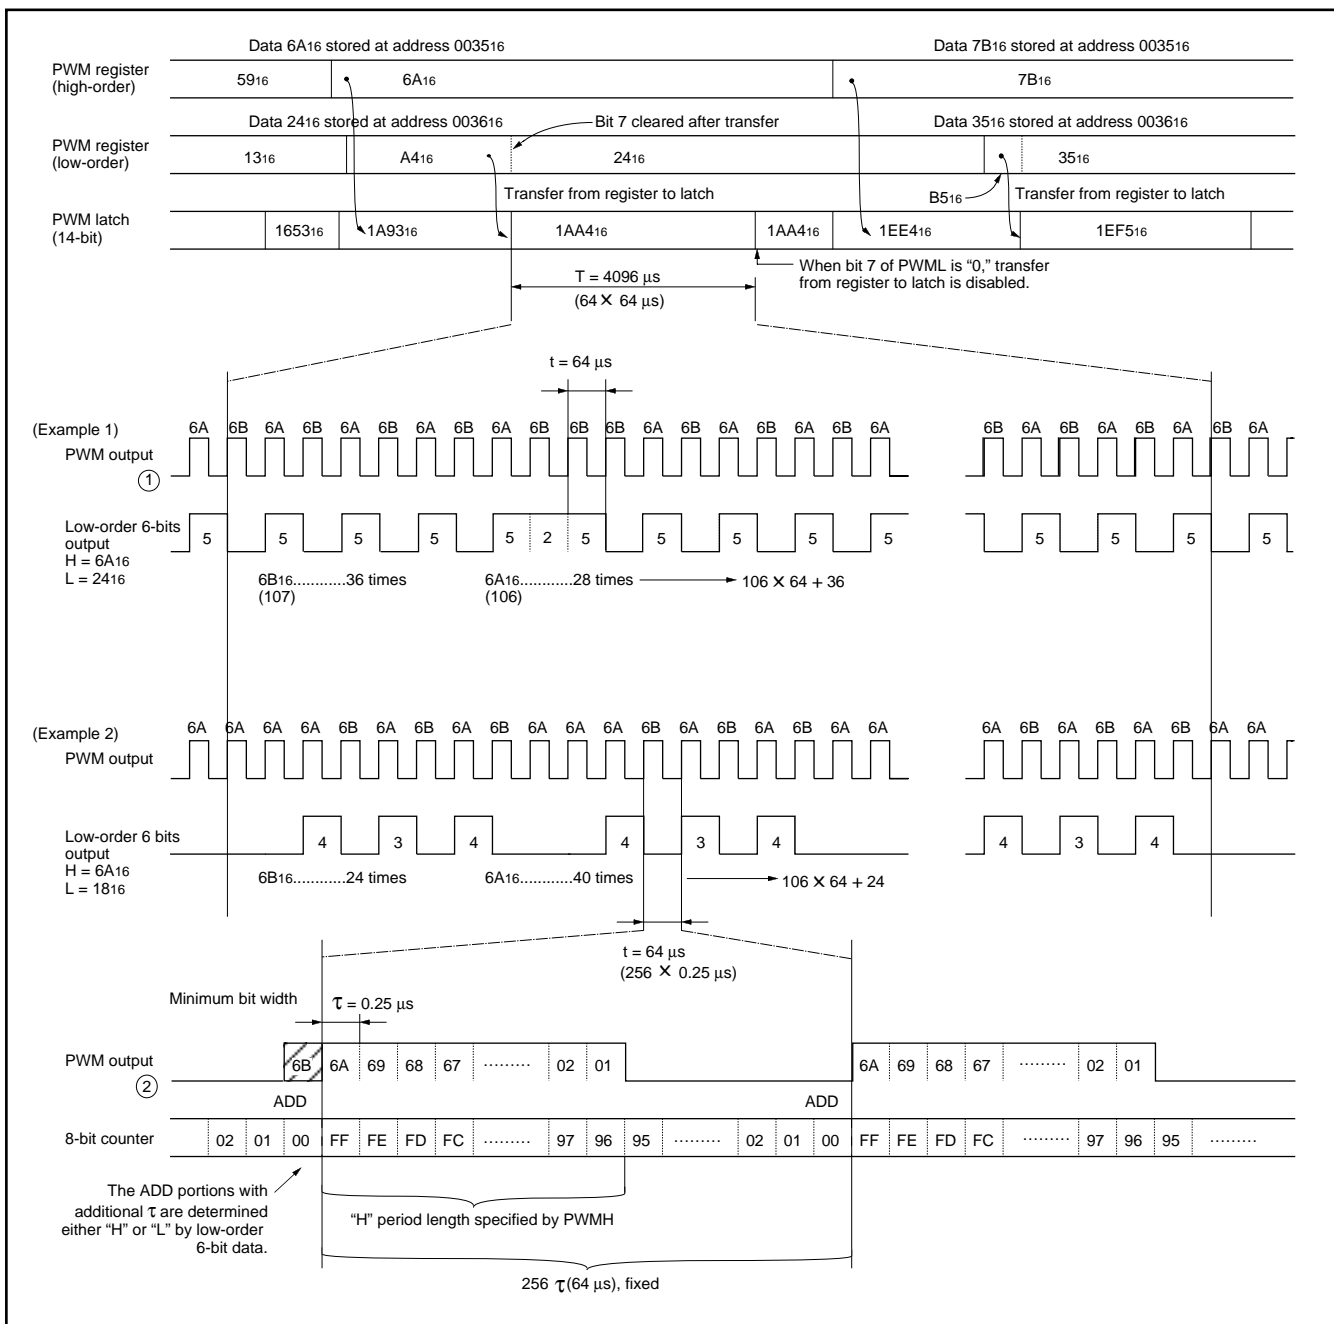 Data 6A16 stored at address 003516
Data 7B16 stored at address 003516
PWM register
(high-order)
5916
6A16
7B16
Data 2416 stored at address 003616
Bit 7 cleared after transfer
Data 3516 stored at address 003616
PWM register
(low-order)
1316
A416
2416
3516
B516
Transfer from register to latch
Transfer from register to latch
PWM latch
(14-bit)
165316
1A9316
1AA416
1AA416
1EE416
1EF516
When bit 7 of PWML is “0,” transfer
from register to latch is disabled.
T = 4096 µs
(64 × 64 µs)
t = 64 µs
(Example 1)
PWM output
①
6A 6B 6A 6B 6A 6B 6A 6B 6A 6B 6B 6B 6A 6B 6A 6B 6A 6B 6A
6B 6A 6B 6A 6B 6A 6B 6A
Low-order 6-bits
output
H = 6A16
L = 2416
5 5 5 5 5 2 5 5 5 5 5
5 5 5 5
6B16............36 times
(107)
6A16............28 times
(106)
106 × 64 + 36
(Example 2)
PWM output
6A 6A 6A 6A 6B 6A 6B 6A 6B 6A 6A 6A 6B 6A 6B 6A 6B 6A 6A
6A 6B 6A 6B 6A 6B 6A 6A
Low-order 6 bits
output
H = 6A16
L = 1816
4 3 4 4 3 4
4 3 4
6B16............24 times
6A16............40 times
106 × 64 + 24
t = 64 µs
(256 × 0.25 µs)
Minimum bit width
τ = 0.25 µs
PWM output
②
6B 6A 69 68 67 ········· 02 01
6A 69 68 67 ········· 02 01
ADD
ADD
8-bit counter
02 01 00 FF FE FD FC ········· 97 96 95 ········· 02 01 00 FF FE FD FC ········· 97 96 95 ·········
The ADD portions with
additional τ are determined
either “H” or “L” by low-order
6-bit data.
“H” period length specified by PWMH
256 τ(64 µs), fixed